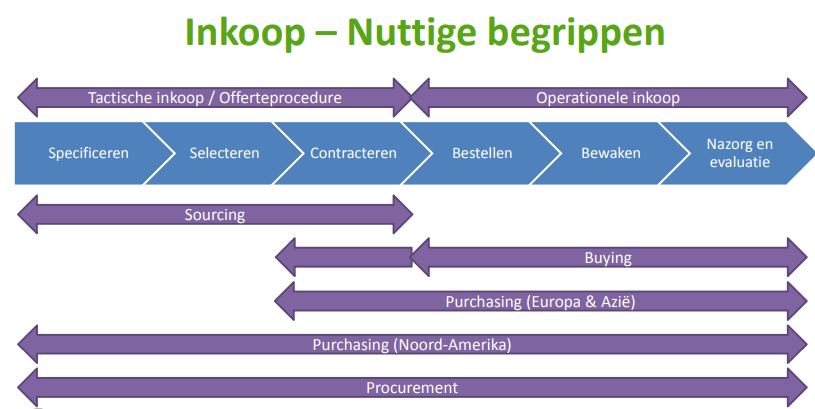 Inkoop – Nuttige begrippen
Tactische inkoop / Offerteprocedure
Operationele inkoop
Specificeren
Selecteren
Contracteren
Bestellen
Bewaken
Nazorg en
evaluatie
Sourcing
Buying
Purchasing (Europa & Azië)
Purchasing (Noord-Amerika)
Procurement